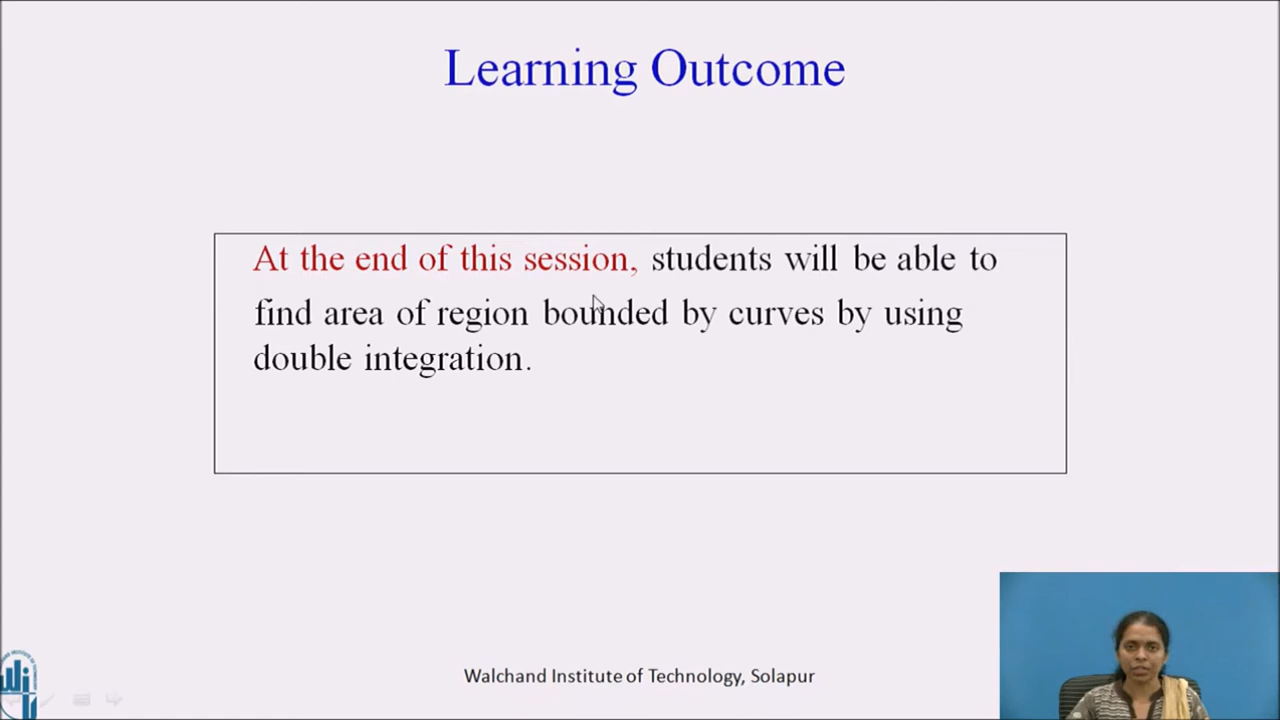 Learning Outcome
At the end of this session, students will be able to
find area of region bounded by curves by using
double integration.
Walchand Institute of Technology, Solapur